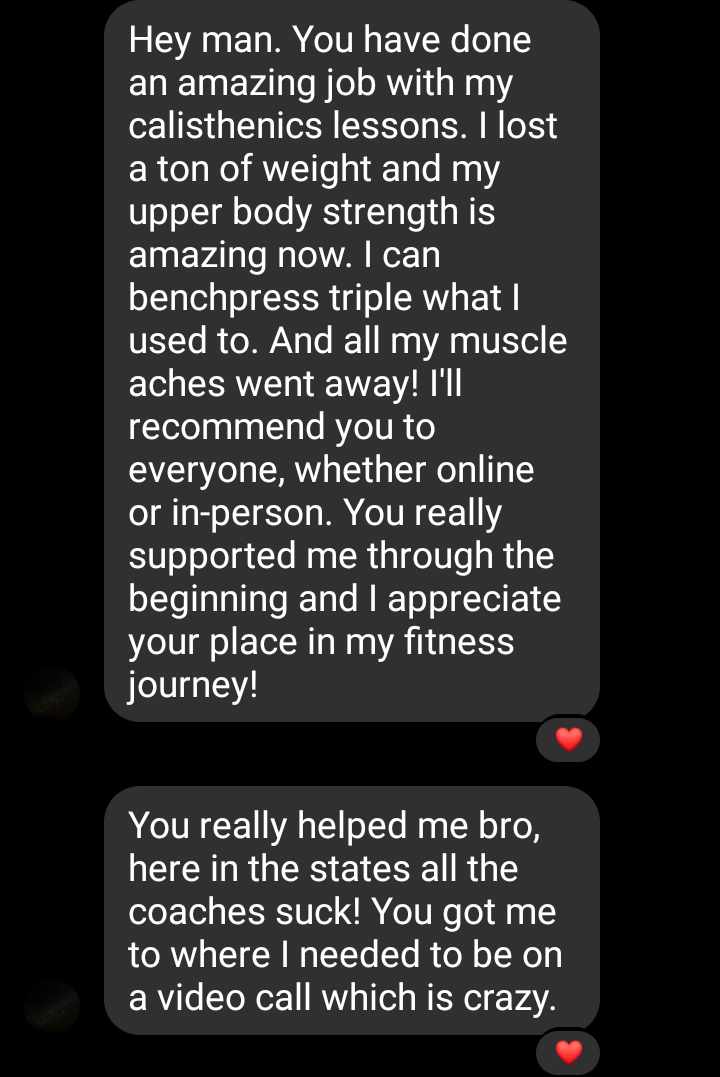 Hey man. You have done
an amazing job with my
calisthenics lessons. I lost
a ton of weight and my
upper body strength is
amazing now. I can
benchpress triple what I
used to. And all my muscle
aches went away! I'll
recommend you to
everyone, whether online
or in-person. You really
supported me through the
beginning and I appreciate
your place in my fitness
journey!
You really helped me bro,
here in the states all the
coaches suck! You got me
to where I needed to be on
a video call which is crazy.